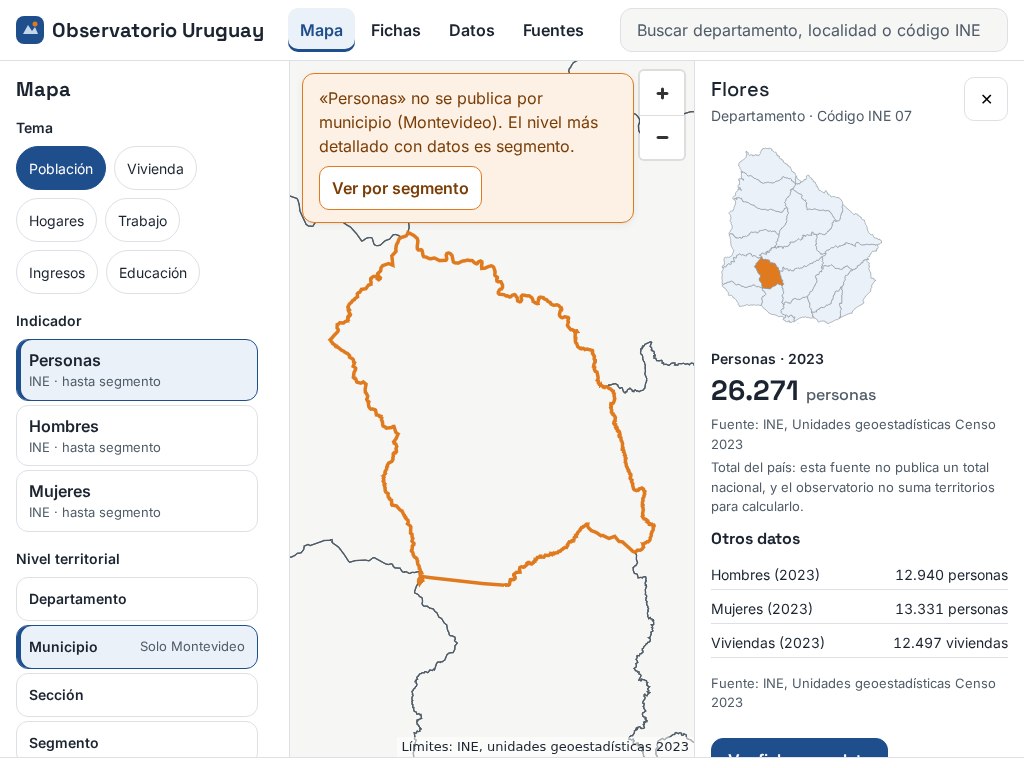 Observatorio Uruguay
Mapa
Fichas
Datos
Fuentes
Buscar departamento, localidad o código INE
Mapa
Tema
Población
Vivienda
Hogares
Trabajo
Ingresos
Educación
Indicador
Personas
INE · hasta segmento
Hombres
INE · hasta segmento
Mujeres
INE · hasta segmento
Nivel territorial
Departamento
Municipio
Solo Montevideo
Sección
Segmento
«Personas» no se publica por
municipio (Montevideo). El nivel más
detallado con datos es segmento.
Ver por segmento
+
−
Límites: INE, unidades geoestadísticas 2023
Flores
Departamento · Código INE 07
×
Personas · 2023
26.271 personas
Fuente: INE, Unidades geoestadísticas Censo
2023
Total del país: esta fuente no publica un total
nacional, y el observatorio no suma territorios
para calcularlo.
Otros datos
Hombres (2023) 12.940 personas
Mujeres (2023) 13.331 personas
Viviendas (2023) 12.497 viviendas
Fuente: INE, Unidades geoestadísticas Censo
2023